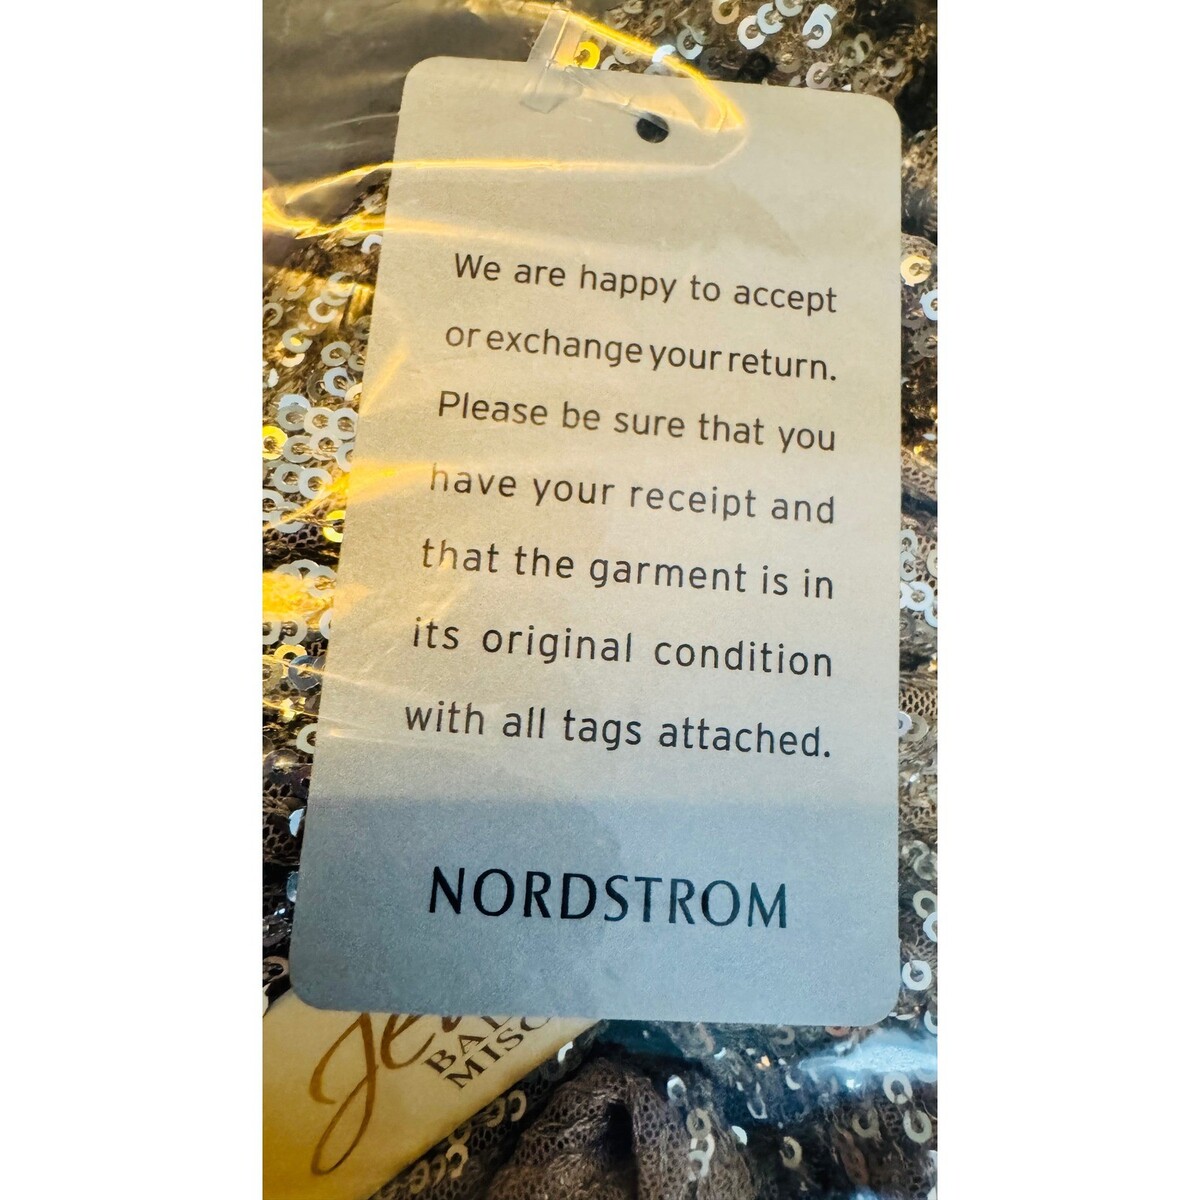 We are happy to accept
or exchange your return.
Please be sure that you
have your receipt and
that the garment is in
its original condition
with all tags attached.
NORDSTROM